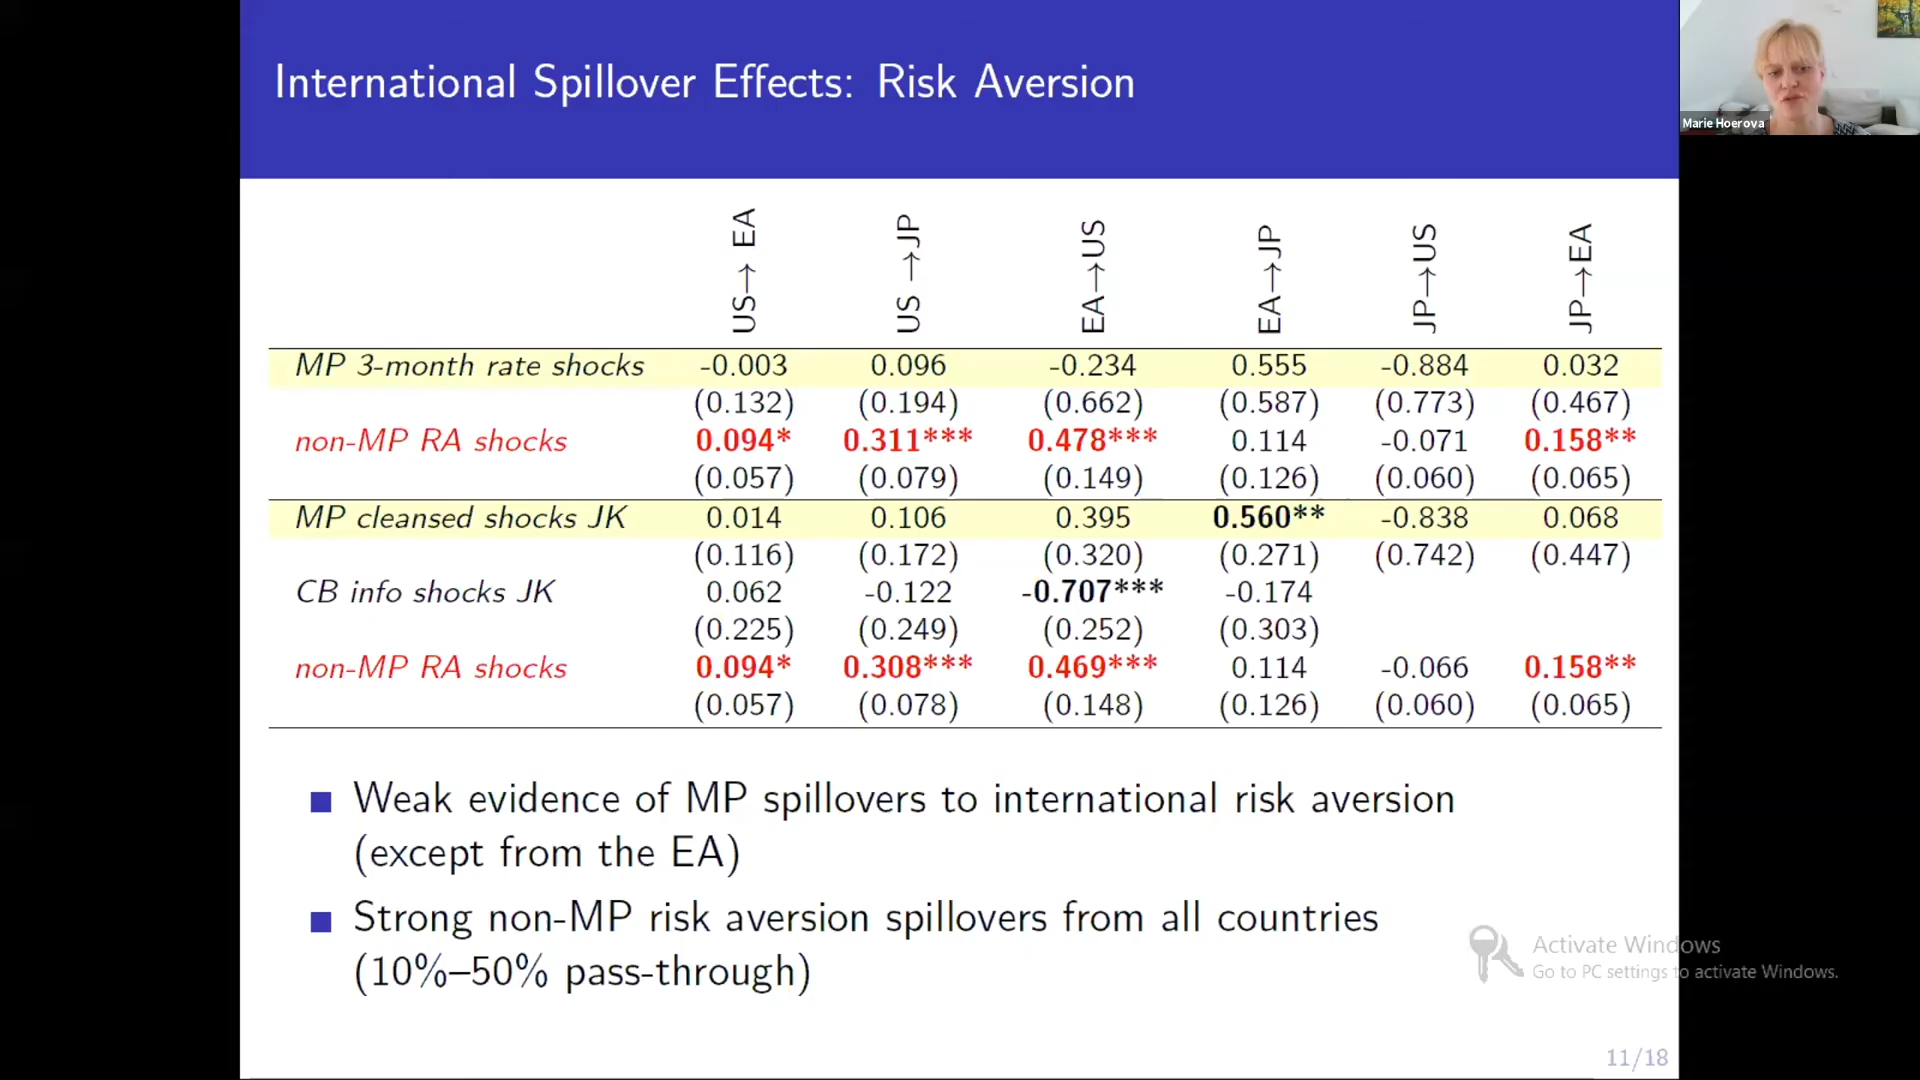 International Spillover Effects: Risk Aversion
Marie Hoerova
US→ EA US →JP EA→US EA→JP JP→US JP→EA
MP 3-month rate shocks -0.003 0.096 -0.234 0.555 -0.884 0.032
(0.132) (0.194) (0.662) (0.587) (0.773) (0.467)
non-MP RA shocks 0.094* 0.311*** 0.478*** 0.114 -0.071 0.158**
(0.057) (0.079) (0.149) (0.126) (0.060) (0.065)
MP cleansed shocks JK 0.014 0.106 0.395 0.560** -0.838 0.068
(0.116) (0.172) (0.320) (0.271) (0.742) (0.447)
CB info shocks JK 0.062 -0.122 -0.707*** -0.174
(0.225) (0.249) (0.252) (0.303)
non-MP RA shocks 0.094* 0.308*** 0.469*** 0.114 -0.066 0.158**
(0.057) (0.078) (0.148) (0.126) (0.060) (0.065)
Weak evidence of MP spillovers to international risk aversion
(except from the EA)
Strong non-MP risk aversion spillovers from all countries
(10%–50% pass-through)
Activate Windows
Go to PC settings to activate Windows.
11/18